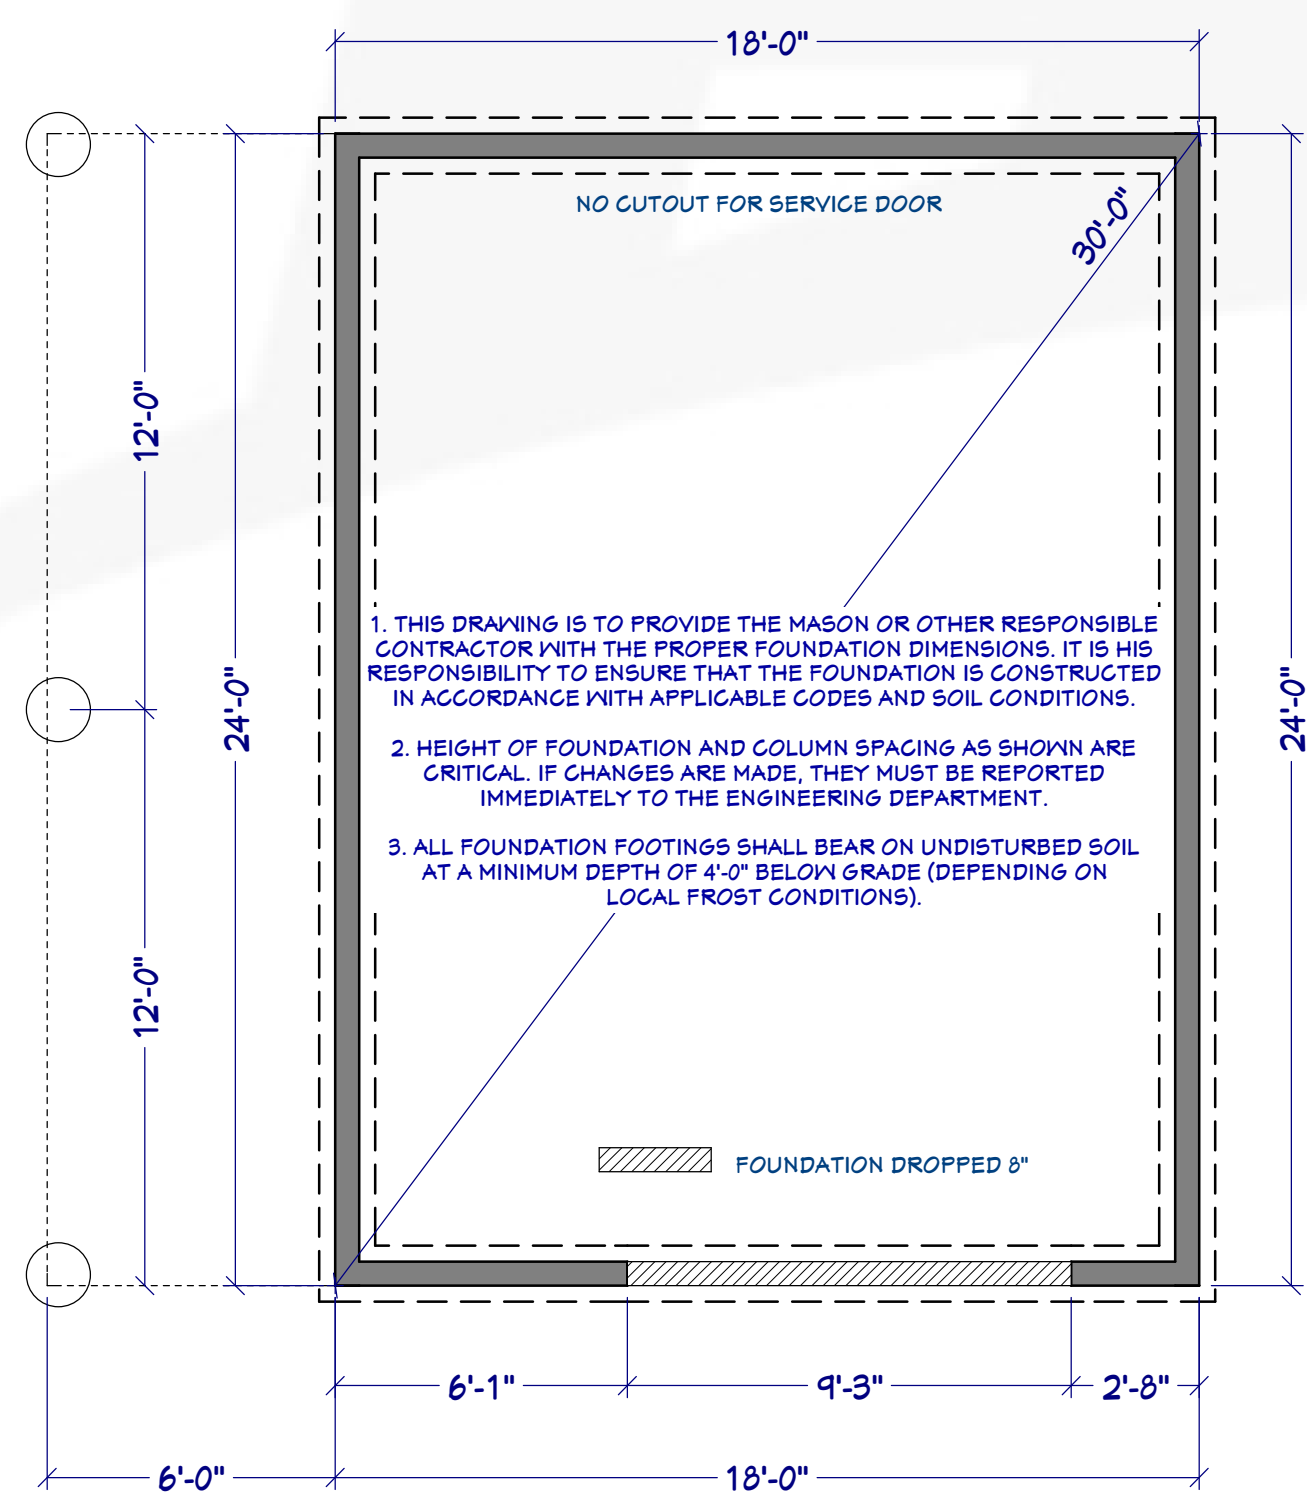 18'-0"
NO CUTOUT FOR SERVICE DOOR
30'-0"
12'-0"
24'-0"
24'-0"
1. THIS DRAWING IS TO PROVIDE THE MASON OR OTHER RESPONSIBLE
CONTRACTOR WITH THE PROPER FOUNDATION DIMENSIONS. IT IS HIS
RESPONSIBILITY TO ENSURE THAT THE FOUNDATION IS CONSTRUCTED
IN ACCORDANCE WITH APPLICABLE CODES AND SOIL CONDITIONS.
2. HEIGHT OF FOUNDATION AND COLUMN SPACING AS SHOWN ARE
CRITICAL. IF CHANGES ARE MADE, THEY MUST BE REPORTED
IMMEDIATELY TO THE ENGINEERING DEPARTMENT.
3. ALL FOUNDATION FOOTINGS SHALL BEAR ON UNDISTURBED SOIL
AT A MINIMUM DEPTH OF 4'-0" BELOW GRADE (DEPENDING ON
LOCAL FROST CONDITIONS).
12'-0"
FOUNDATION DROPPED 8"
6'-1"
9'-3"
2'-8"
6'-0"
18'-0"